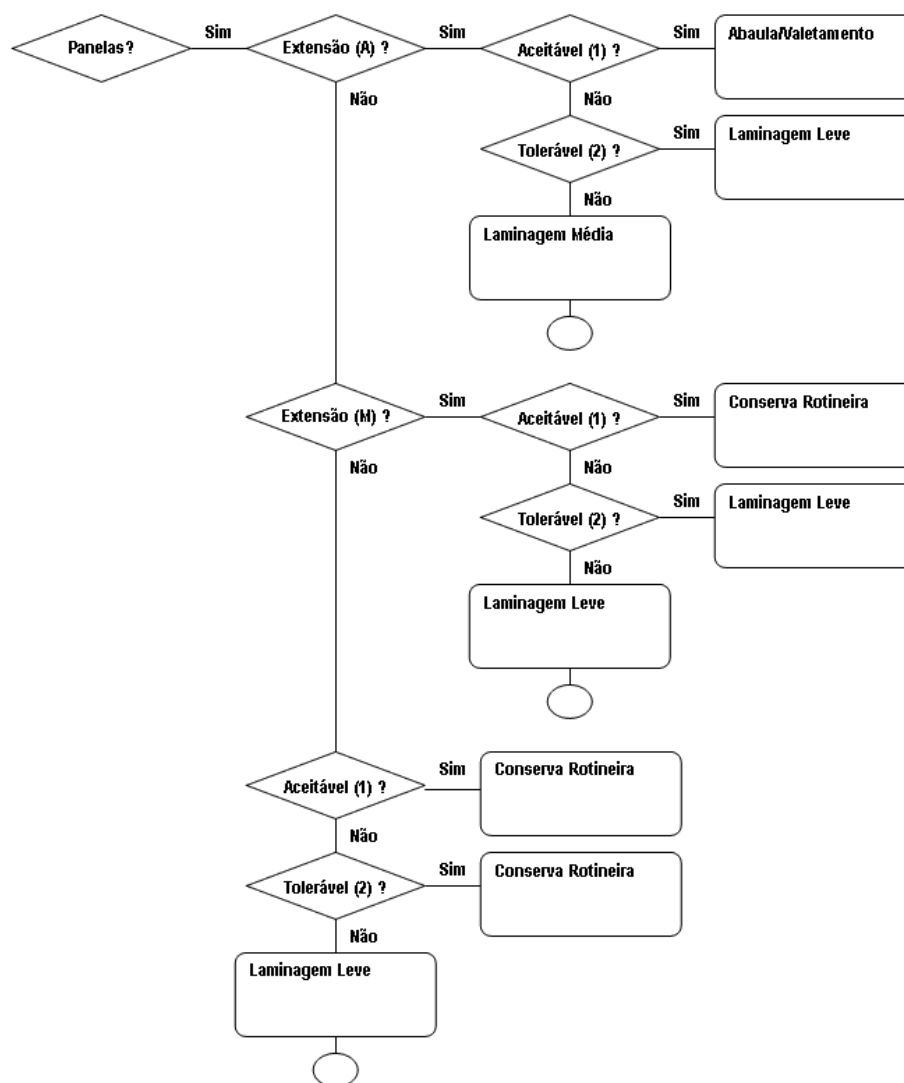 Panelas? Sim Extensão (A) ? Sim Aceitável (1) ? Sim Abaula/Valetamento
Não Não
Tolerável (2) ? Sim Laminagem Leve
Não
Laminagem Média
Extensão (M) ? Sim Aceitável (1) ? Sim Conserva Rotineira
Não Não
Tolerável (2) ? Sim Laminagem Leve
Não
Laminagem Leve
Aceitável (1) ? Sim Conserva Rotineira
Não
Tolerável (2) ? Sim Conserva Rotineira
Não
Laminagem Leve